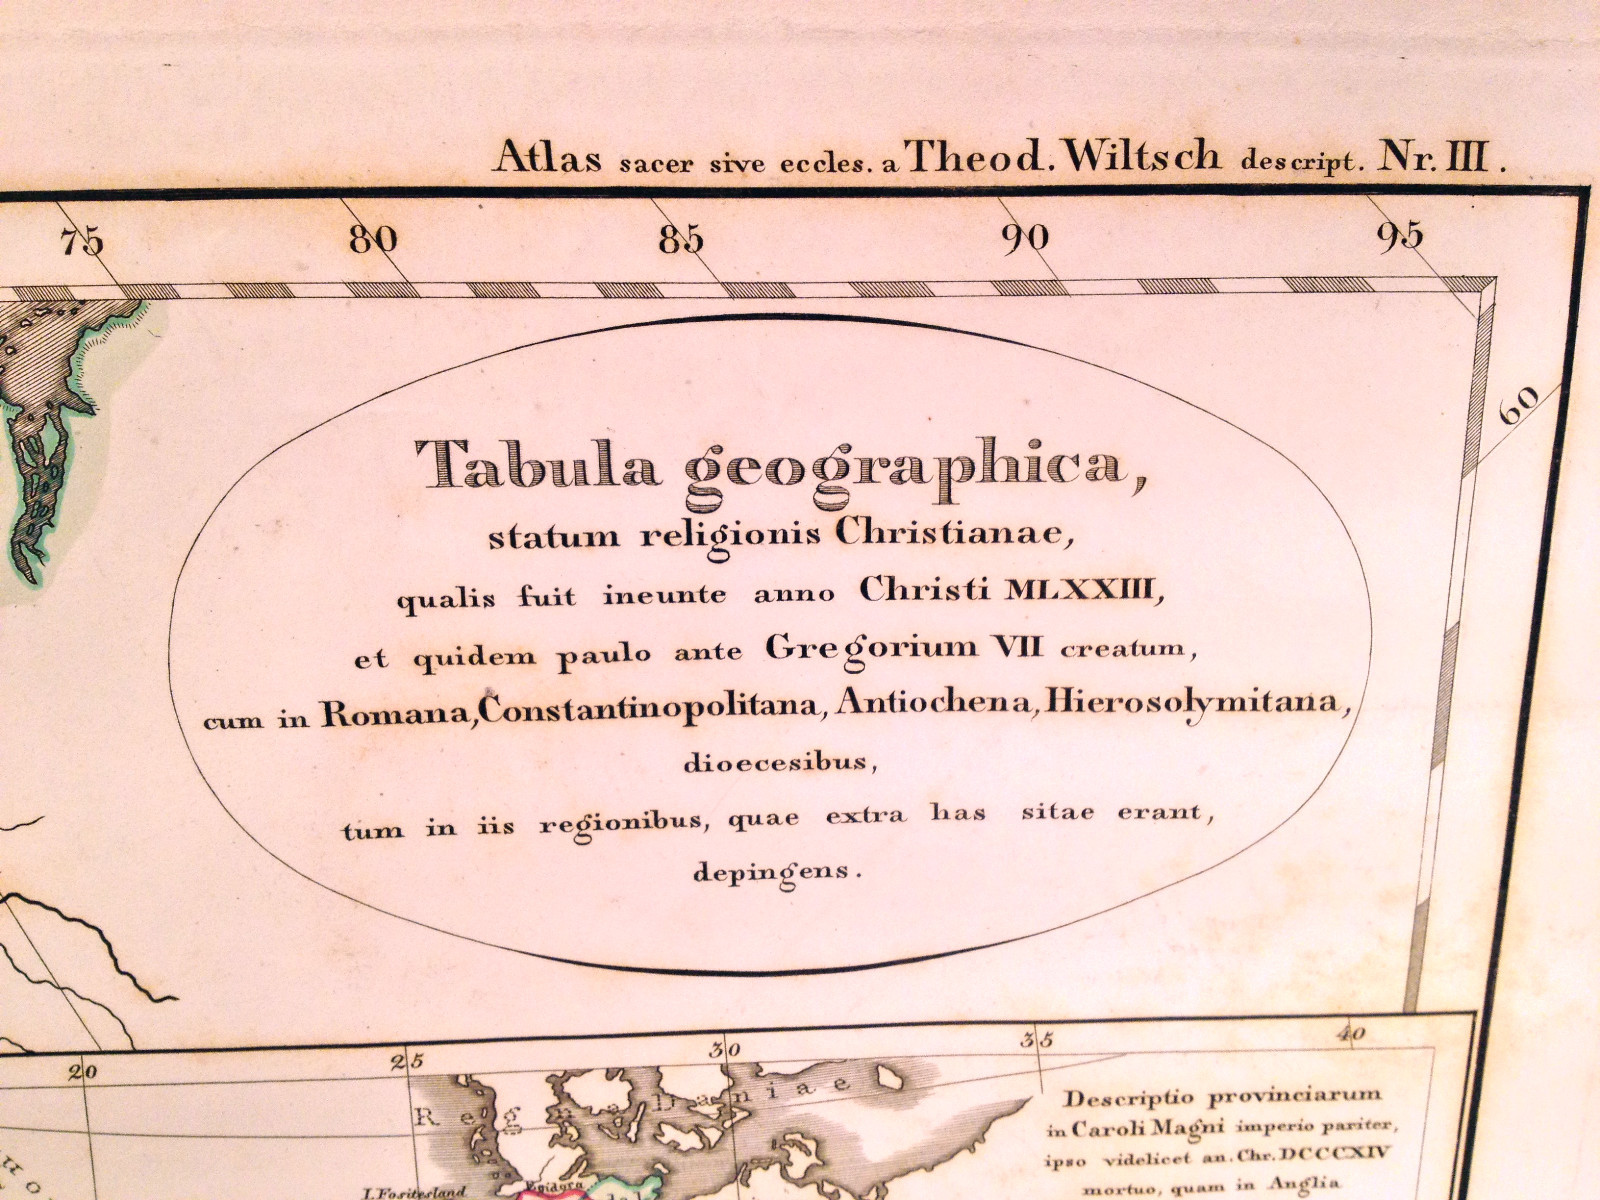 Atlas sacer sive eccles. a Theod. Wiltsch descript. Nr. III.
75 80 85 90 95
60
Tabula geographica,
statum religionis Christianae,
qualis fuit ineunte anno Christi MLXXIII,
et quidem paulo ante Gregorium VII creatum,
cum in Romana, Constantinopolitana, Antiochena, Hierosolymitana,
dioecesibus,
tum in iis regionibus, quae extra has sitae erant,
depingens.
20 25 30 35 40
Regna Daniae
Descriptio provinciarum
in Caroli Magni imperio pariter,
ipso videlicet an. Chr. DCCCXIV
mortuo, quam in Anglia
I. Fositesland